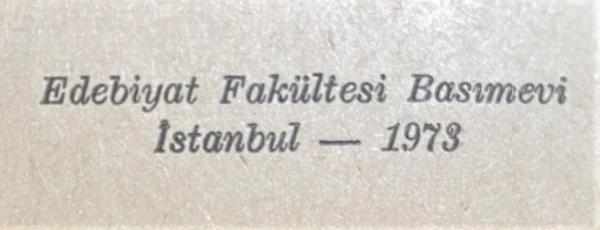 Edebiyat Fakültesi Basımevi
İstanbul — 1973